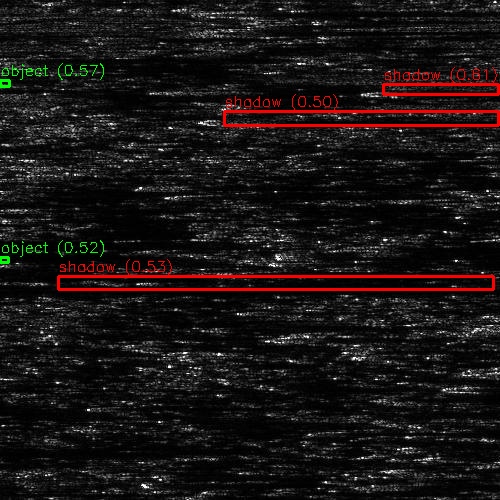 object (0.57)
shadow (0.61)
shadow (0.50)
object (0.52)
shadow (0.53)